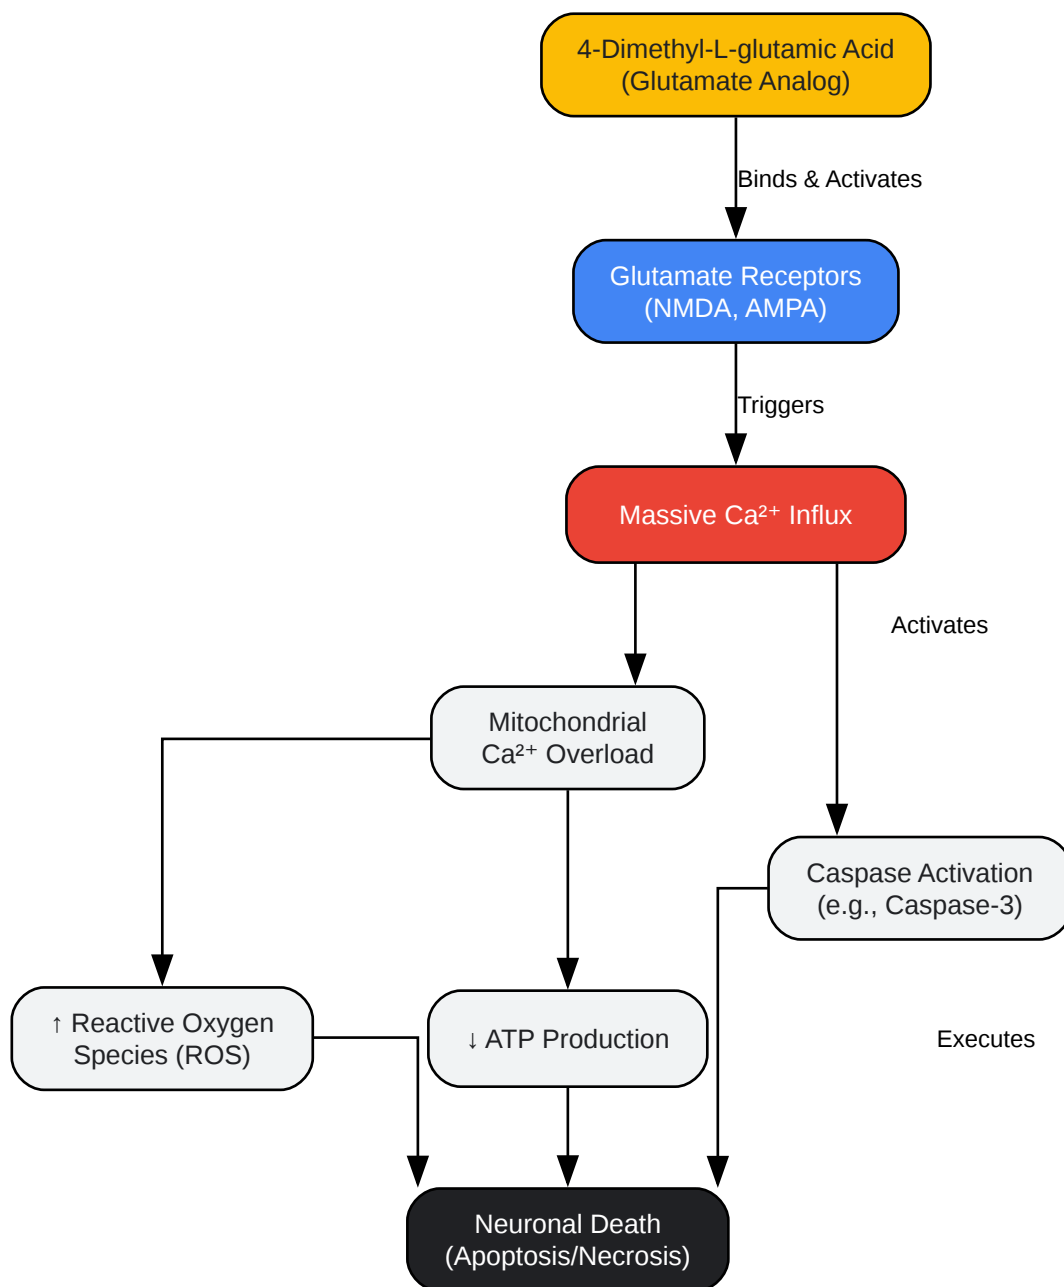 4-Dimethyl-L-glutamic Acid
(Glutamate Analog)
Binds & Activates
Glutamate Receptors
(NMDA, AMPA)
Triggers
Massive Ca²⁺ Influx
Activates
Mitochondrial
Ca²⁺ Overload
Caspase Activation
(e.g., Caspase-3)
↑ Reactive Oxygen
Species (ROS)
↓ ATP Production
Executes
Neuronal Death
(Apoptosis/Necrosis)